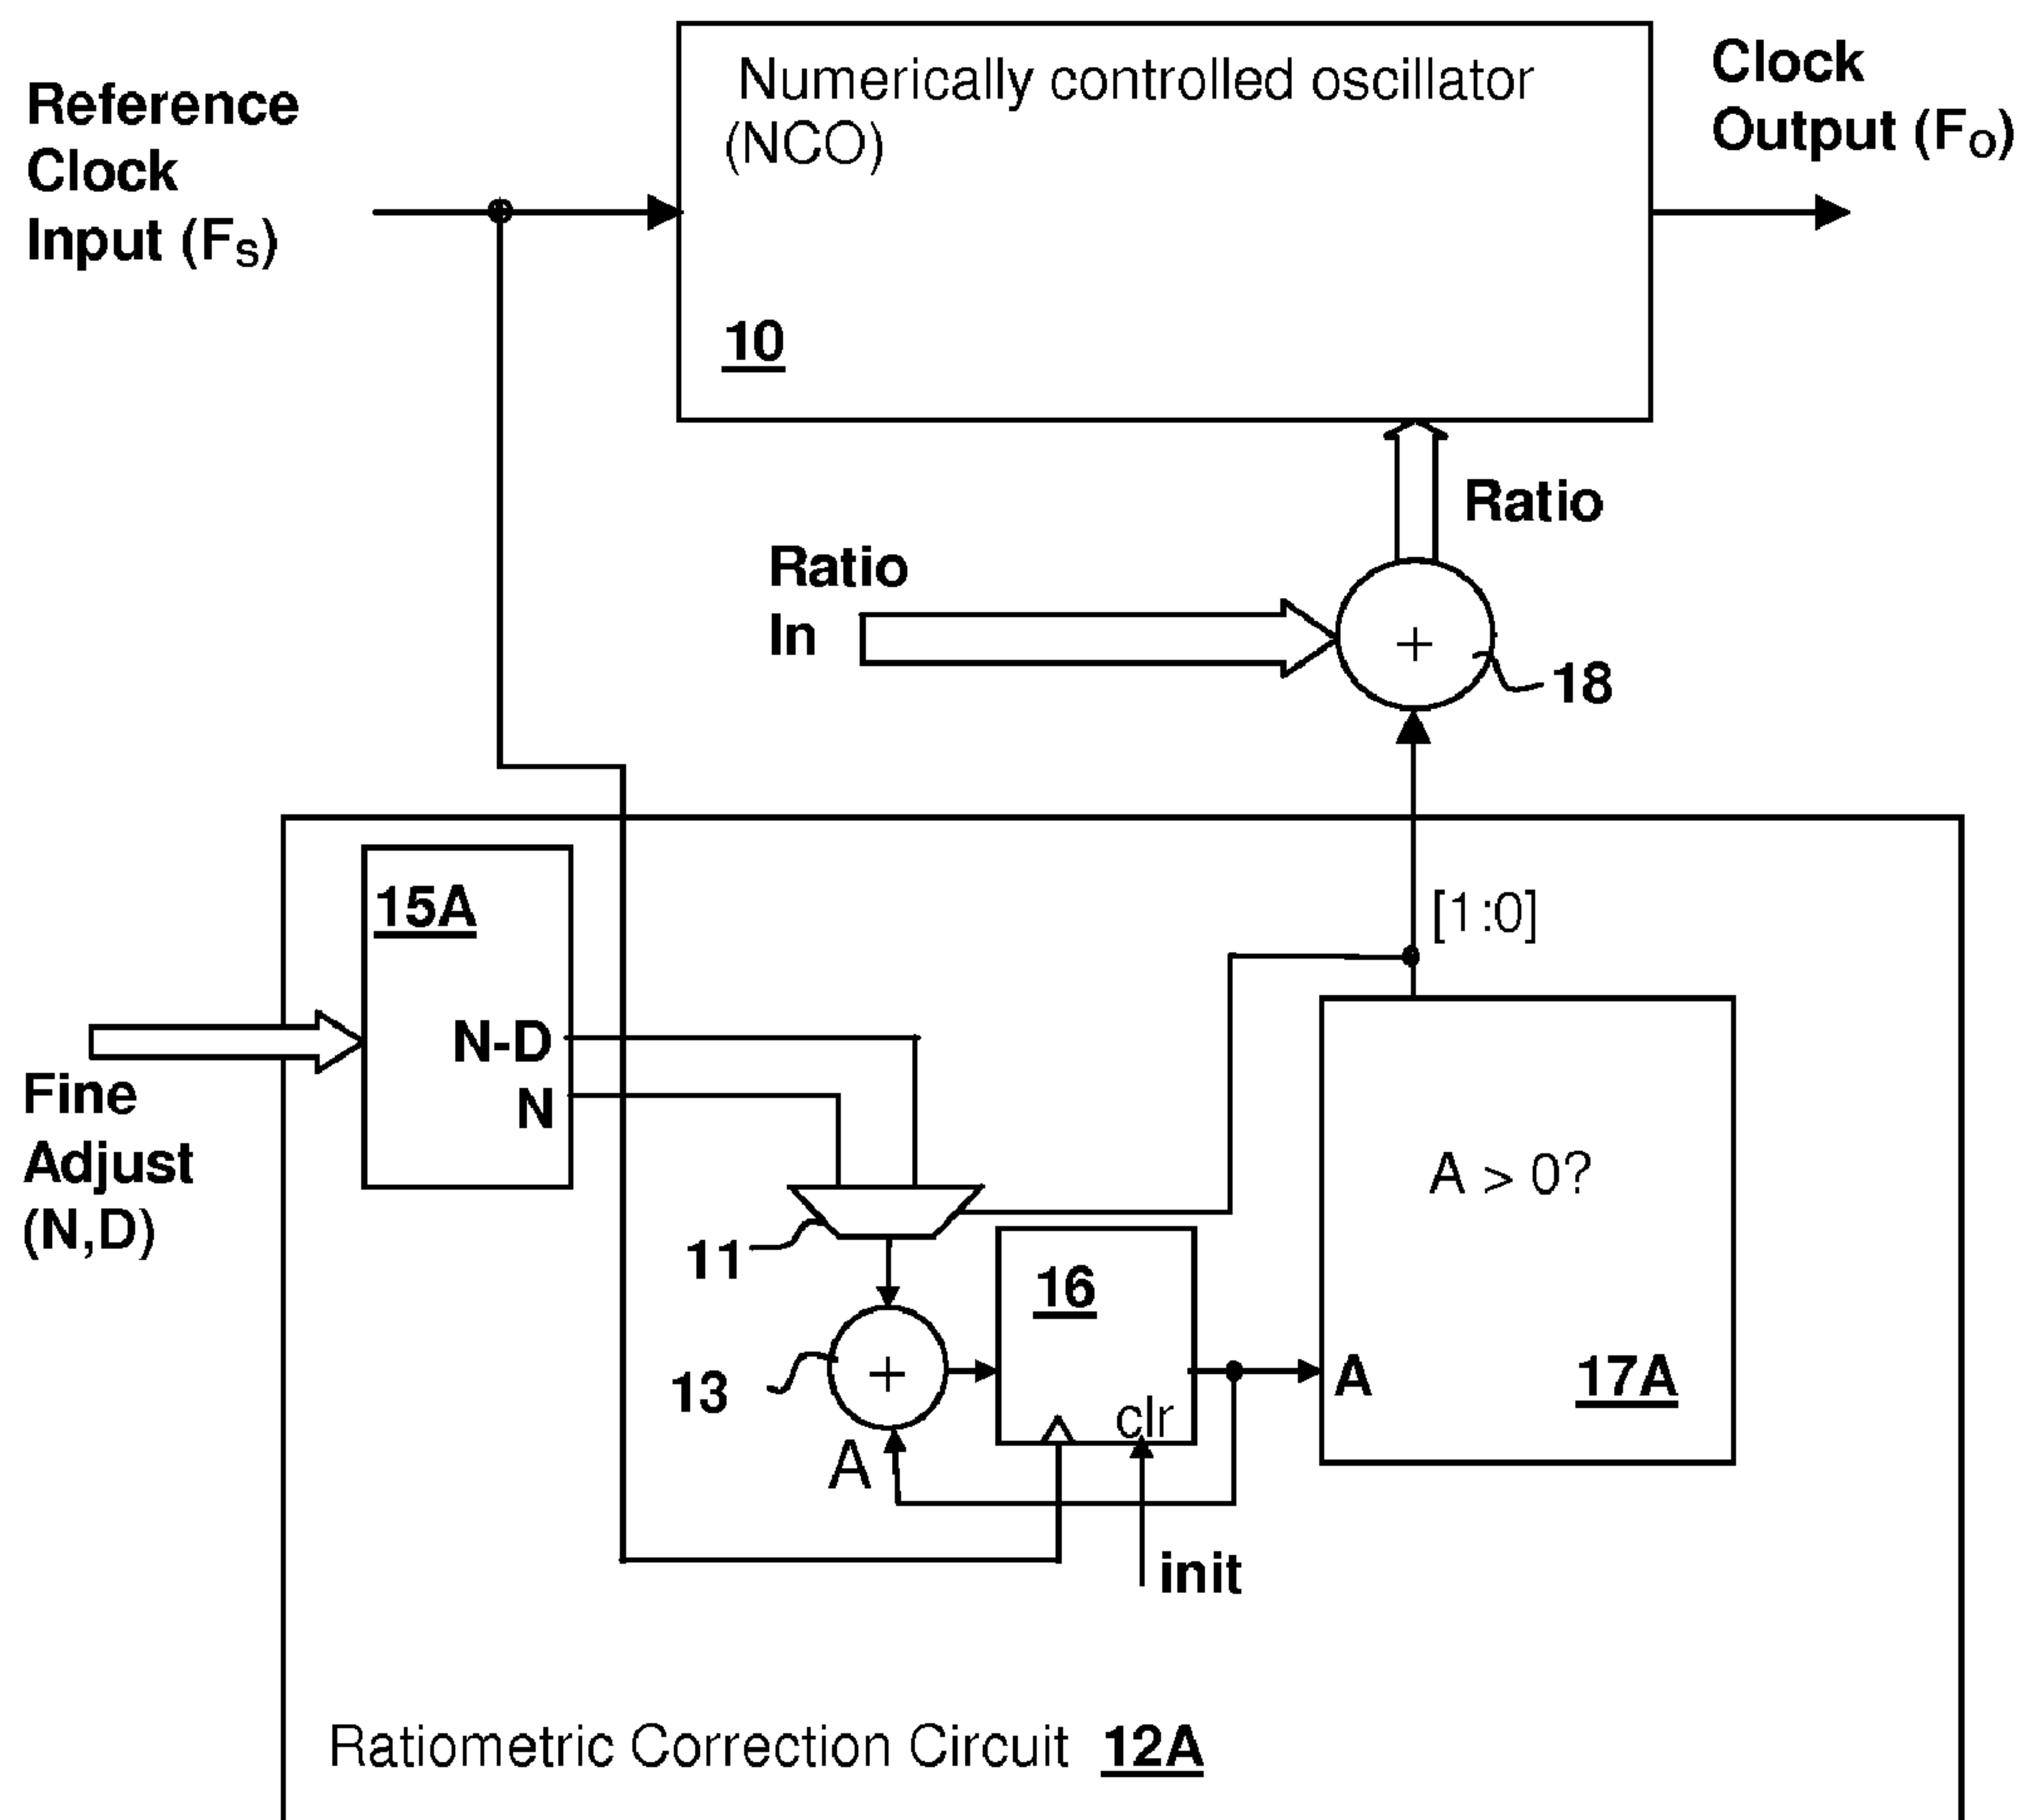 Reference
Clock
Input (FS)
Numerically controlled oscillator
(NCO)
10
Clock
Output (FO)
Ratio
Ratio
In
+
18
15A
N-D
N
Fine
Adjust
(N,D)
[1:0]
A > 0?
A
17A
11
16
clr
13
+
A
init
Ratiometric Correction Circuit 12A